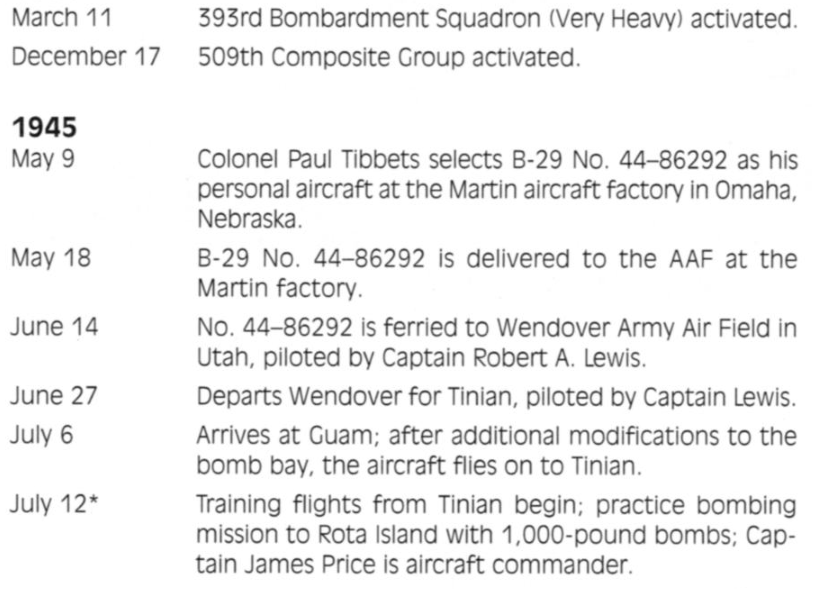 March 11 393rd Bombardment Squadron (Very Heavy) activated.
December 17 509th Composite Group activated.
1945
May 9 Colonel Paul Tibbets selects B-29 No. 44–86292 as his
personal aircraft at the Martin aircraft factory in Omaha,
Nebraska.
May 18 B-29 No. 44–86292 is delivered to the AAF at the
Martin factory.
June 14 No. 44–86292 is ferried to Wendover Army Air Field in
Utah, piloted by Captain Robert A. Lewis.
June 27 Departs Wendover for Tinian, piloted by Captain Lewis.
July 6 Arrives at Guam; after additional modifications to the
bomb bay, the aircraft flies on to Tinian.
July 12* Training flights from Tinian begin; practice bombing
mission to Rota Island with 1,000-pound bombs; Cap-
tain James Price is aircraft commander.